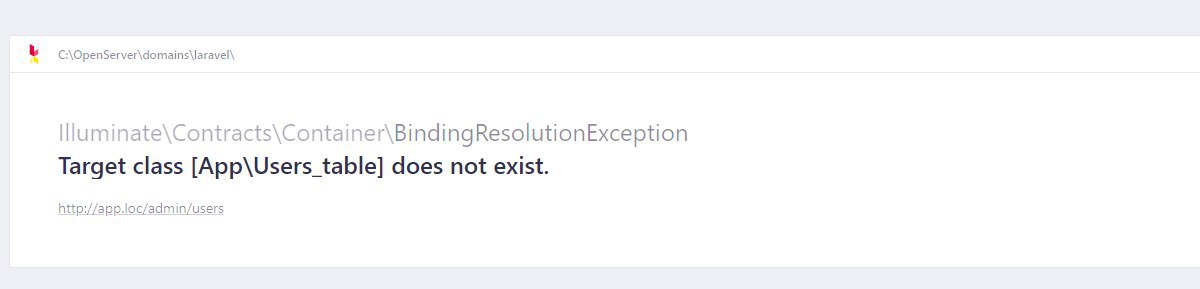 C:\OpenServer\domains\laravel\
Illuminate\Contracts\Container\BindingResolutionException
Target class [App\Users_table] does not exist.
http://app.loc/admin/users